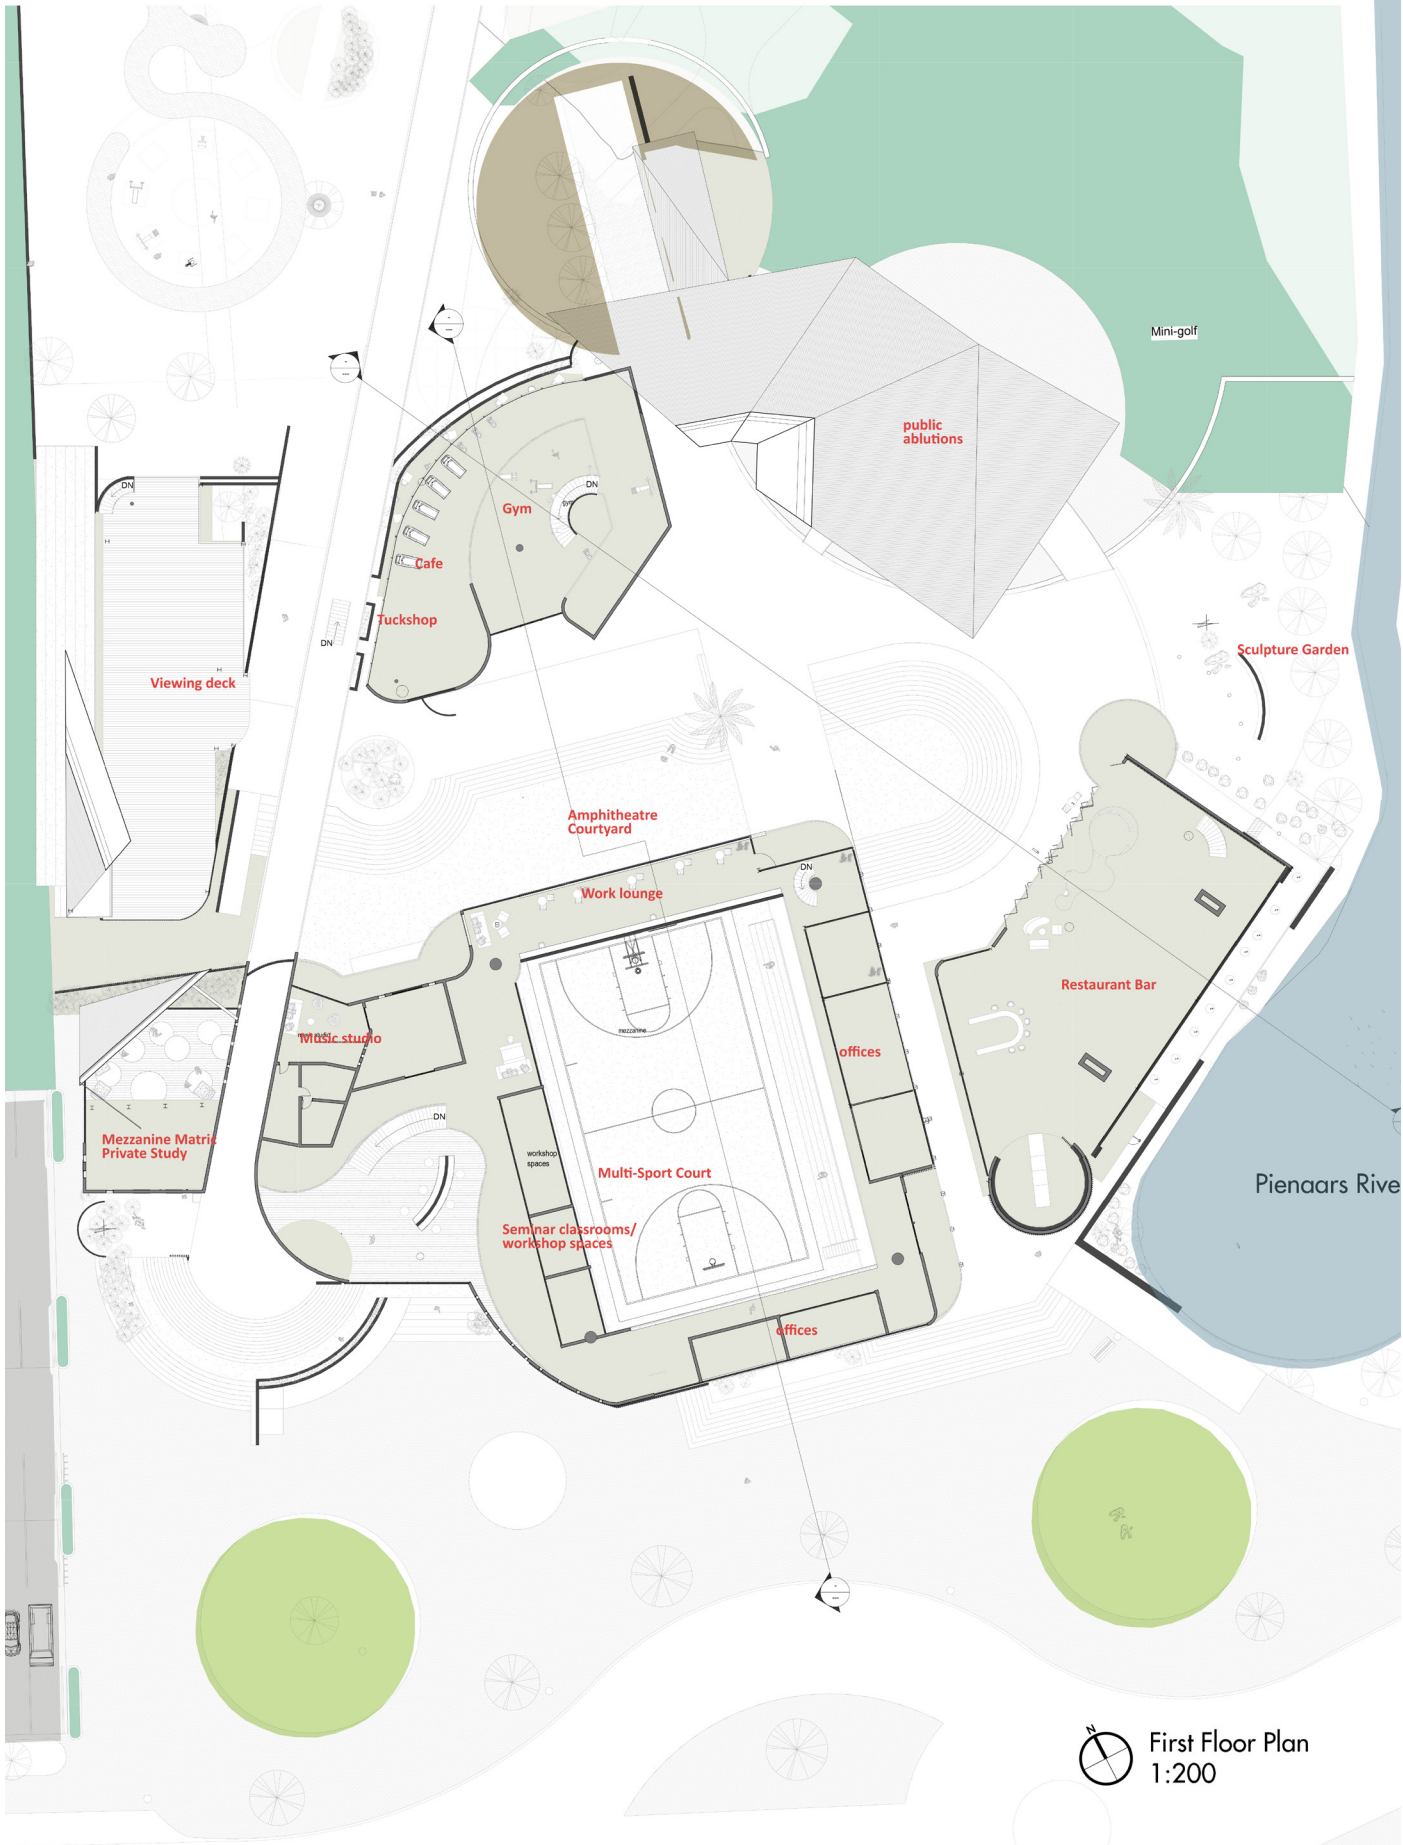 Mini-golf
public
ablutions
DN
DN
Gym
gym
Cafe
Tuckshop
DN
Viewing deck
Sculpture Garden
Amphitheatre
Courtyard
Work lounge
DN
Restaurant Bar
mezzanine
Music studio
offices
DN
Mezzanine Matric
Private Study
workshop
spaces
Multi-Sport Court
Pienaars Rive
Seminar classrooms/
workshop spaces
offices
N
First Floor Plan
1:200